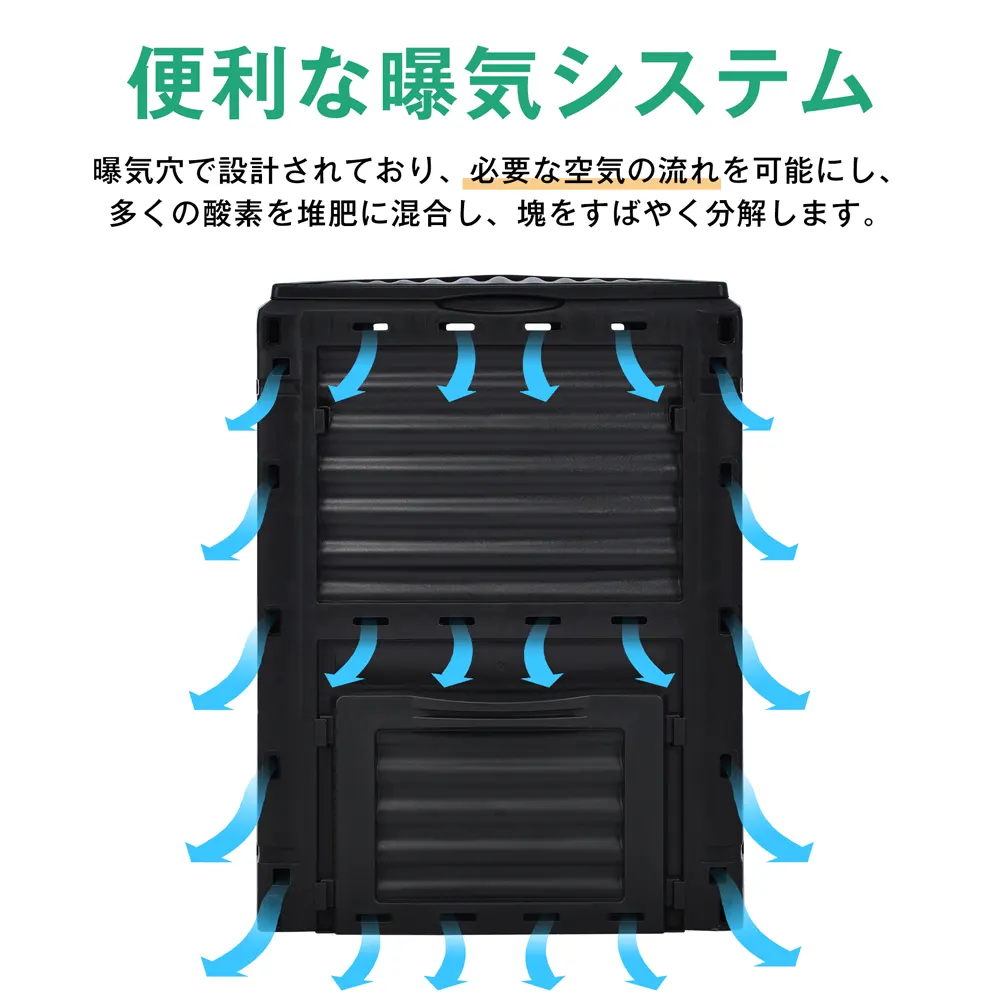 便利な曝気システム
曝気穴で設計されており、必要な空気の流れを可能にし、
多くの酸素を堆肥に混合し、塊をすばやく分解します。